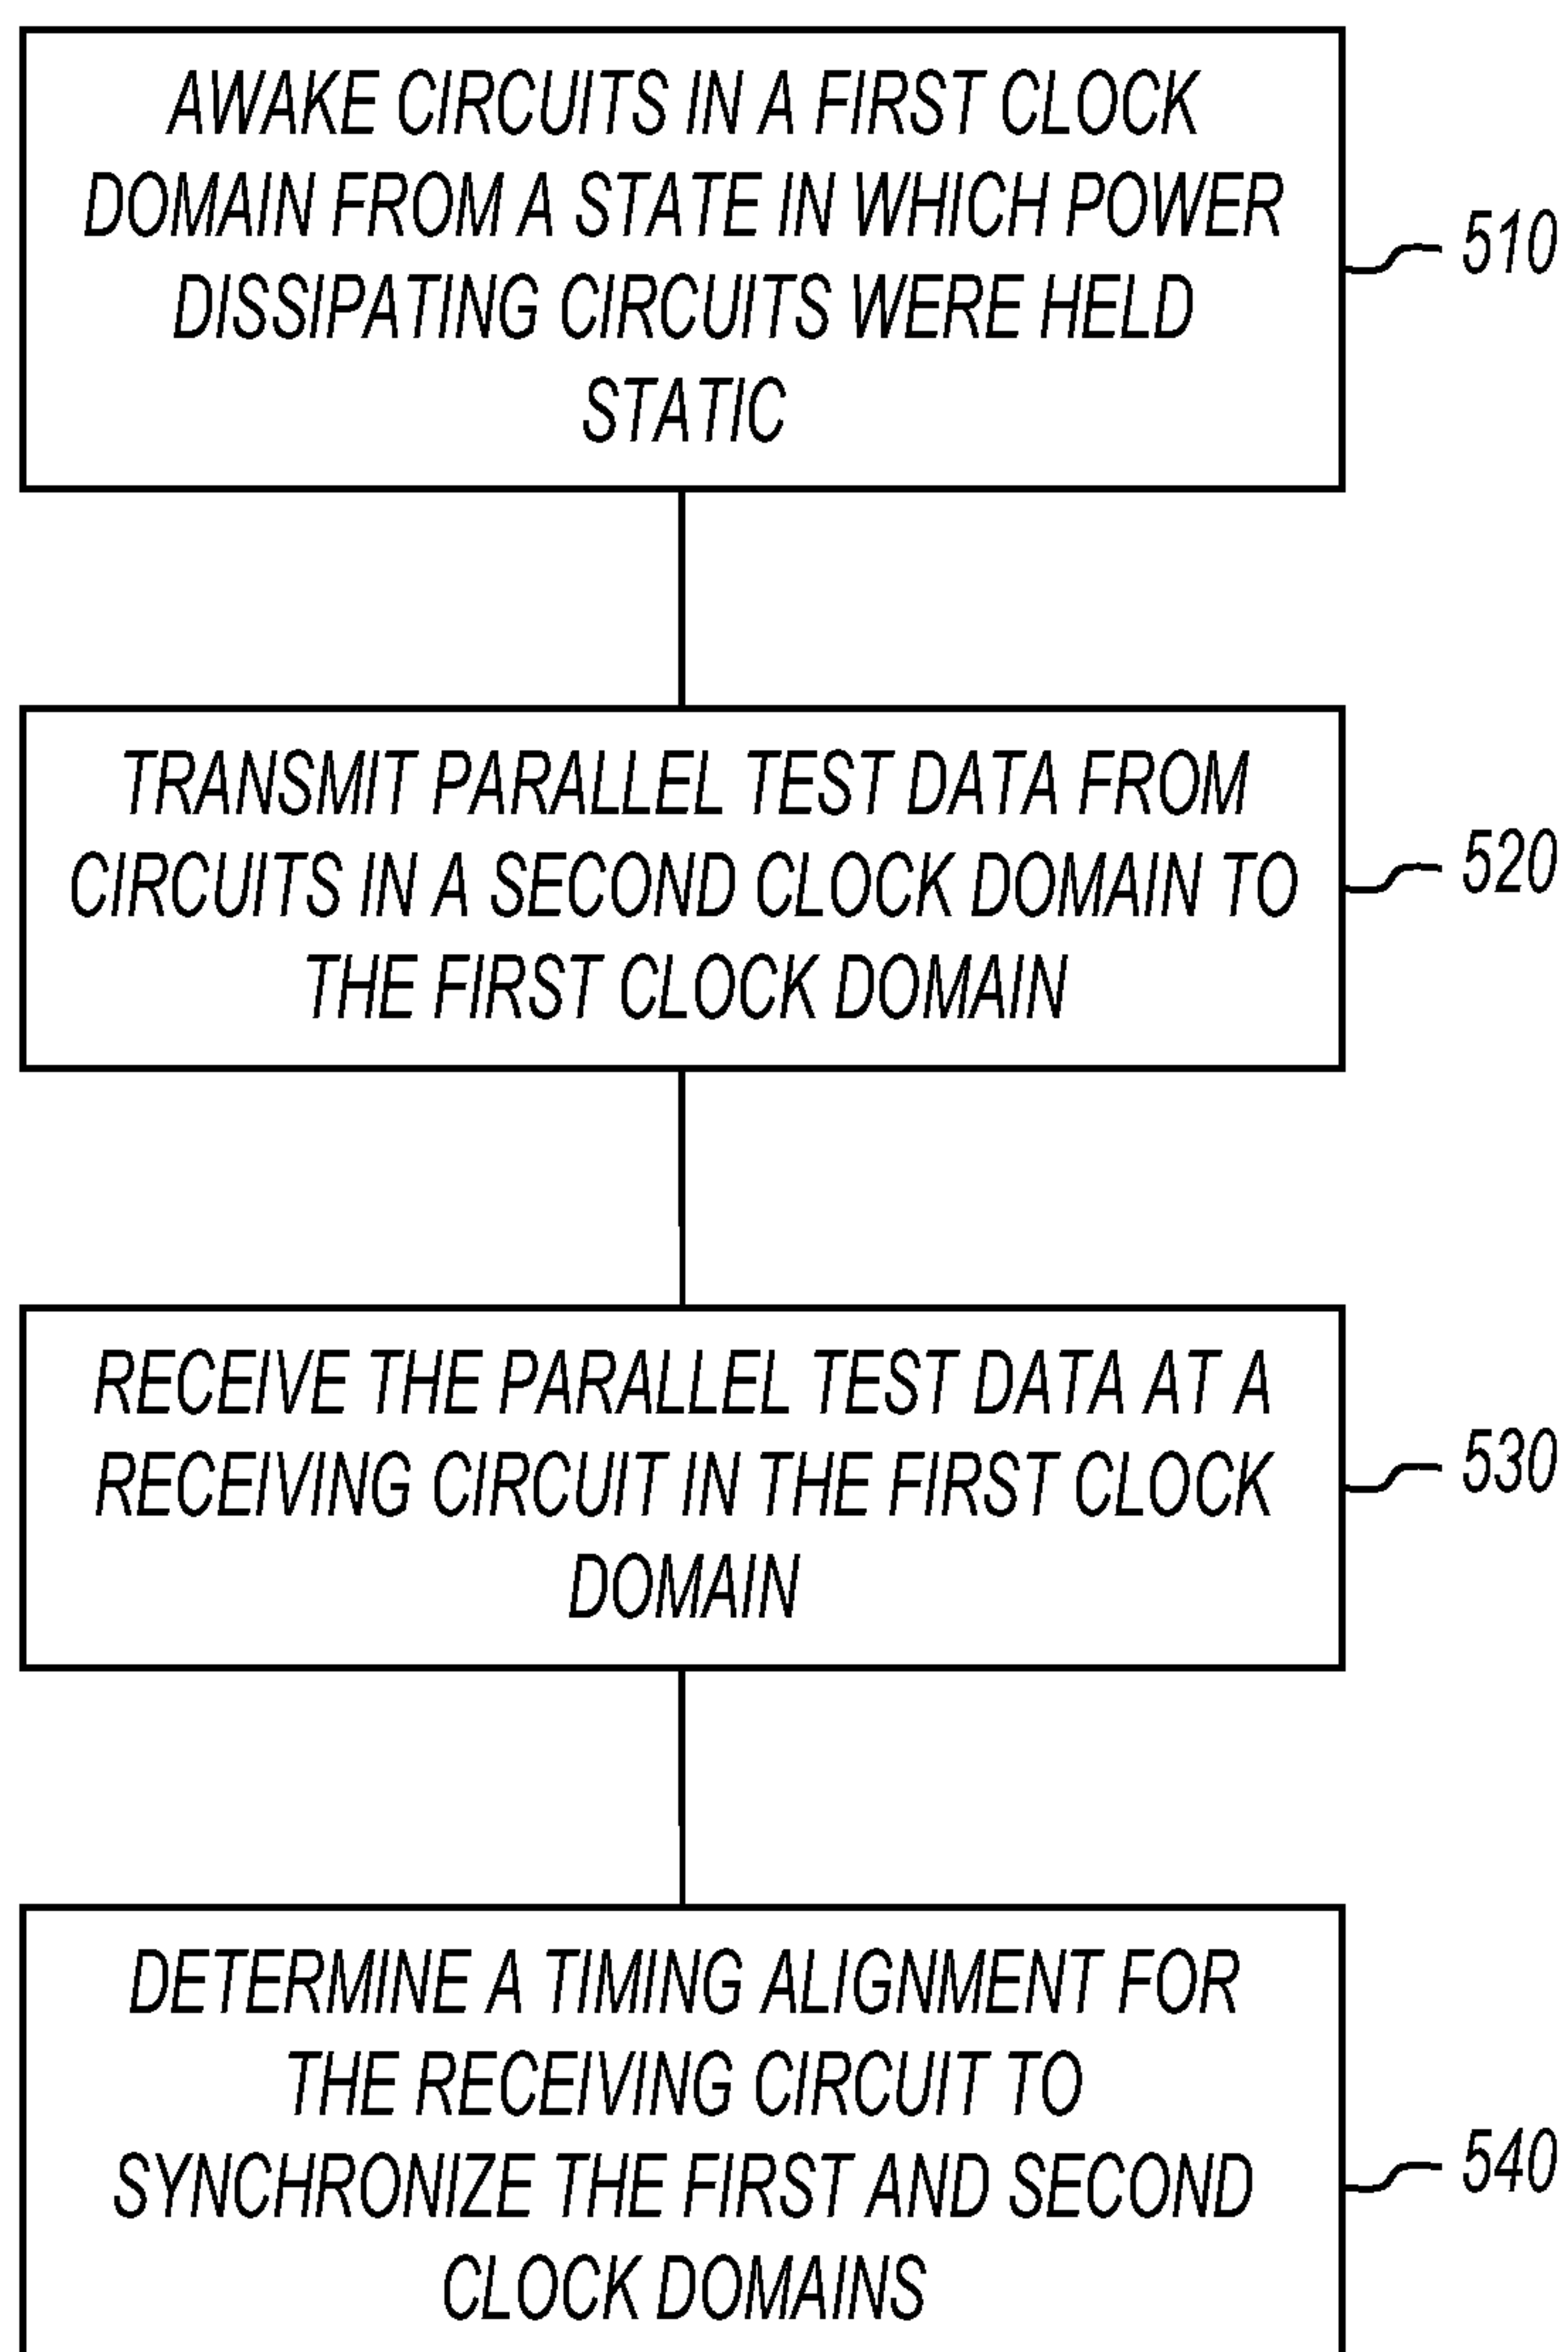 AWAKE CIRCUITS IN A FIRST CLOCK
DOMAIN FROM A STATE IN WHICH POWER
DISSIPATING CIRCUITS WERE HELD
STATIC
510
TRANSMIT PARALLEL TEST DATA FROM
CIRCUITS IN A SECOND CLOCK DOMAIN TO
THE FIRST CLOCK DOMAIN
520
RECEIVE THE PARALLEL TEST DATA AT A
RECEIVING CIRCUIT IN THE FIRST CLOCK
DOMAIN
530
DETERMINE A TIMING ALIGNMENT FOR
THE RECEIVING CIRCUIT TO
SYNCHRONIZE THE FIRST AND SECOND
CLOCK DOMAINS
540